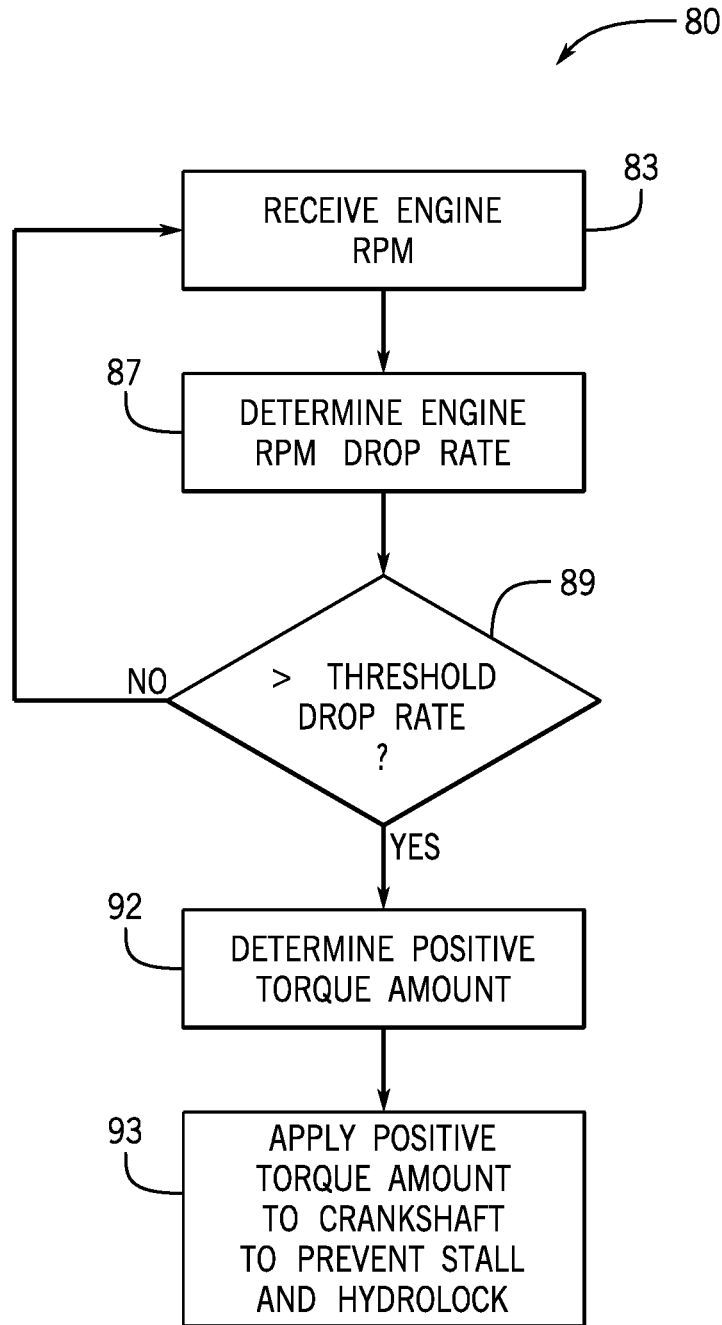 80
RECEIVE ENGINE
RPM
83
87
DETERMINE ENGINE
RPM DROP RATE
89
> THRESHOLD
DROP RATE
?
NO
YES
92
DETERMINE POSITIVE
TORQUE AMOUNT
93
APPLY POSITIVE
TORQUE AMOUNT
TO CRANKSHAFT
TO PREVENT STALL
AND HYDROLOCK